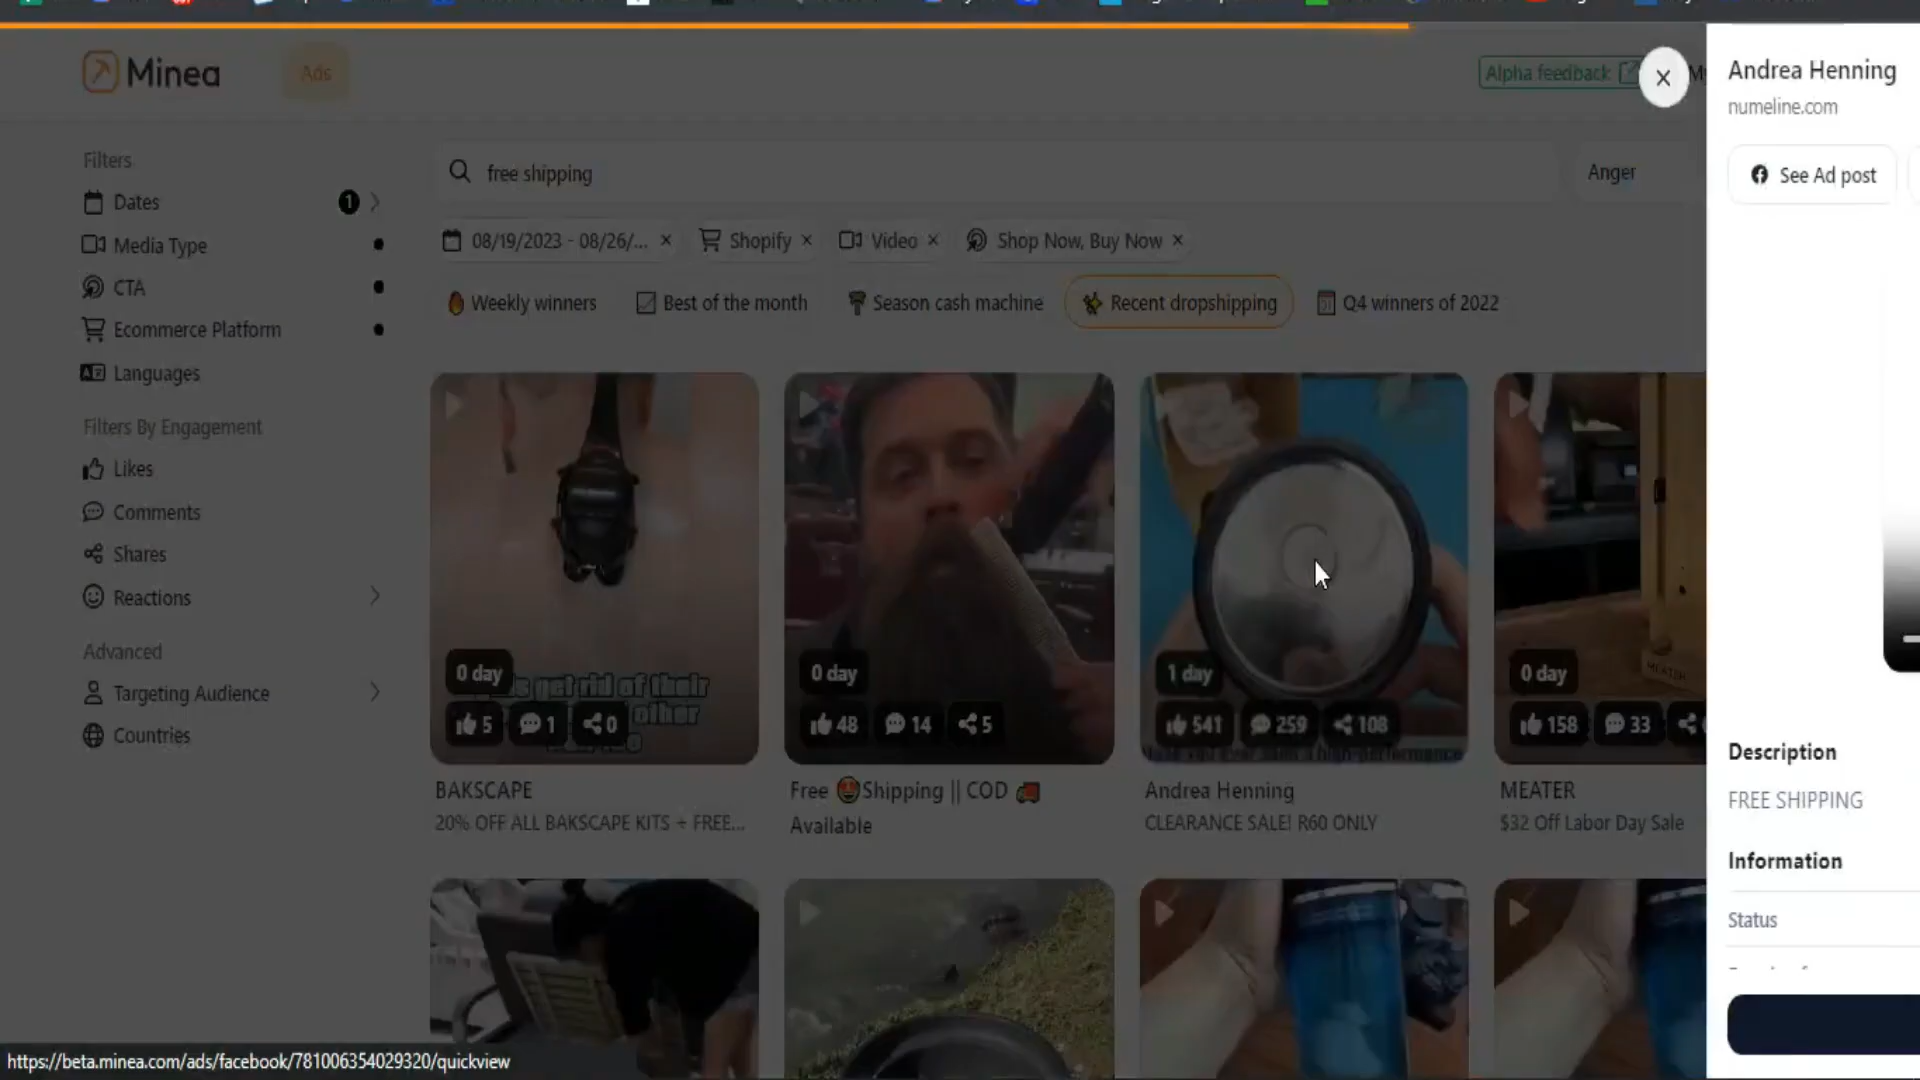 Minea
Ads
Alpha feedback
Filters
Dates
1
Media Type
CTA
Ecommerce Platform
Languages
Filters By Engagement
Likes
Comments
Shares
Reactions
Advanced
Targeting Audience
Countries
free shipping
Anger
08/19/2023 - 08/26/...
Shopify
Video
Shop Now, Buy Now
Weekly winners
Best of the month
Season cash machine
Recent dropshipping
Q4 winners of 2022
0 day
get rid of their
other
5
1
0
BAKSCAPE
20% OFF ALL BAKSCAPE KITS + FREE...
0 day
48
14
5
Free 🤩Shipping || COD 🚚
Available
1 day
541
259
108
Andrea Henning
CLEARANCE SALE! R60 ONLY
MEATER
0 day
158
33
MEATER
$32 Off Labor Day Sale
Andrea Henning
numeline.com
See Ad post
Description
FREE SHIPPING
Information
Status
https://beta.minea.com/ads/facebook/781006354029320/quickview